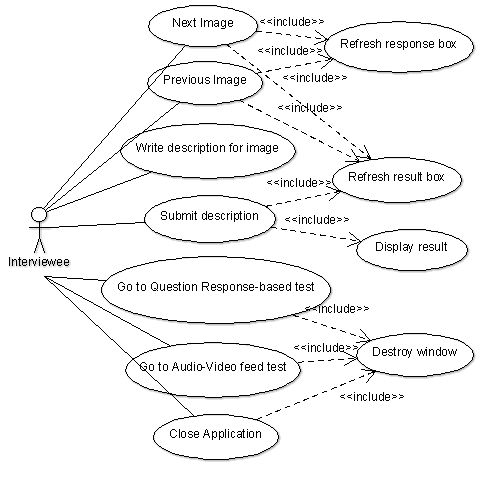 Next Image
<<include>>
Refresh response box
<<include>>
Previous Image
<<include>>
<<include>>
Write description for image
<<include>>
Refresh result box
Submit description
<<include>>
Display result
Interviewee
Go to Question Response-based test
<<include>>
<<include>>
Destroy window
Go to Audio-Video feed test
<<include>>
Close Application